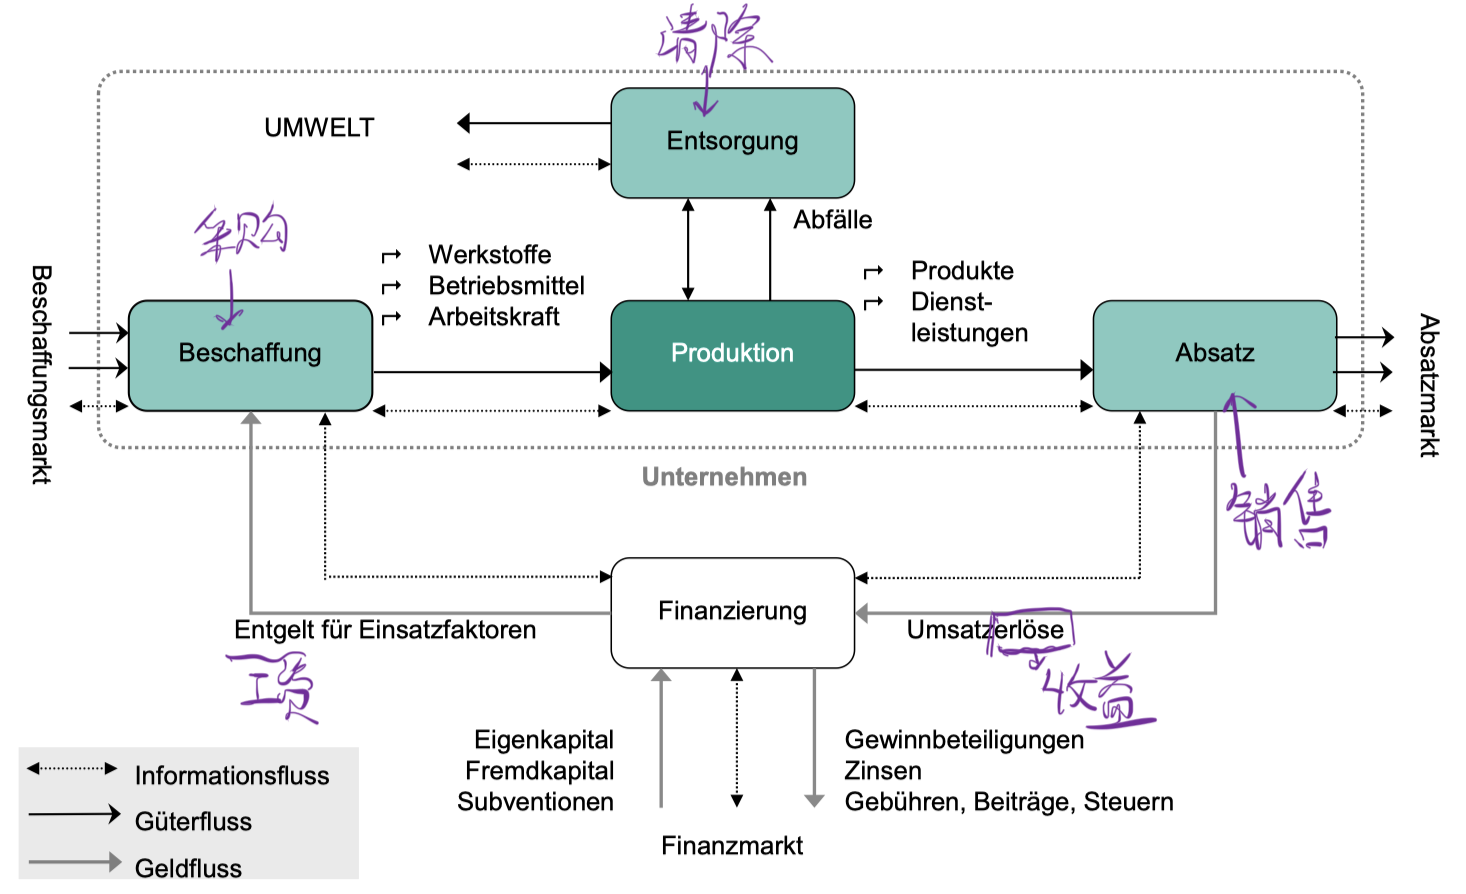 清除
UMWELT
Entsorgung
Abfälle
采购
Werkstoffe
Betriebsmittel
Arbeitskraft
Produkte
Dienst-
leistungen
Beschaffungsmarkt
Beschaffung
Produktion
Absatz
Absatzmarkt
Unternehmen
销售
Finanzierung
Entgelt für Einsatzfaktoren
工资
Umsatzerlöse
收益
Eigenkapital
Fremdkapital
Subventionen
Gewinnbeteiligungen
Zinsen
Gebühren, Beiträge, Steuern
Finanzmarkt
Informationsfluss
Güterfluss
Geldfluss